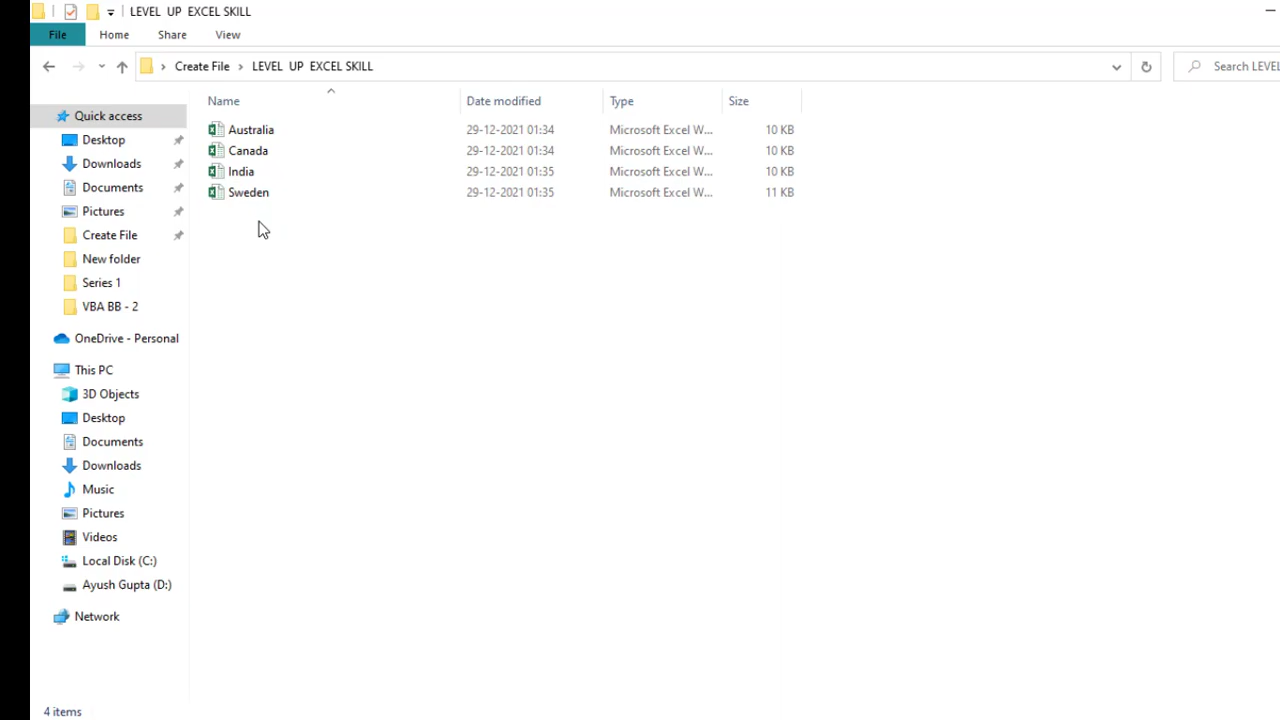 LEVEL  UP  EXCEL SKILL
File Home Share View
Create File LEVEL  UP  EXCEL SKILL Search LEVEL
Name Date modified Type Size
Quick access
Desktop
Downloads
Documents
Pictures
Create File
New folder
Series 1
VBA BB - 2
OneDrive - Personal
This PC
3D Objects
Desktop
Documents
Downloads
Music
Pictures
Videos
Local Disk (C:)
Ayush Gupta (D:)
Network
Australia 29-12-2021 01:34 Microsoft Excel W... 10 KB
Canada 29-12-2021 01:34 Microsoft Excel W... 10 KB
India 29-12-2021 01:35 Microsoft Excel W... 10 KB
Sweden 29-12-2021 01:35 Microsoft Excel W... 11 KB
4 items